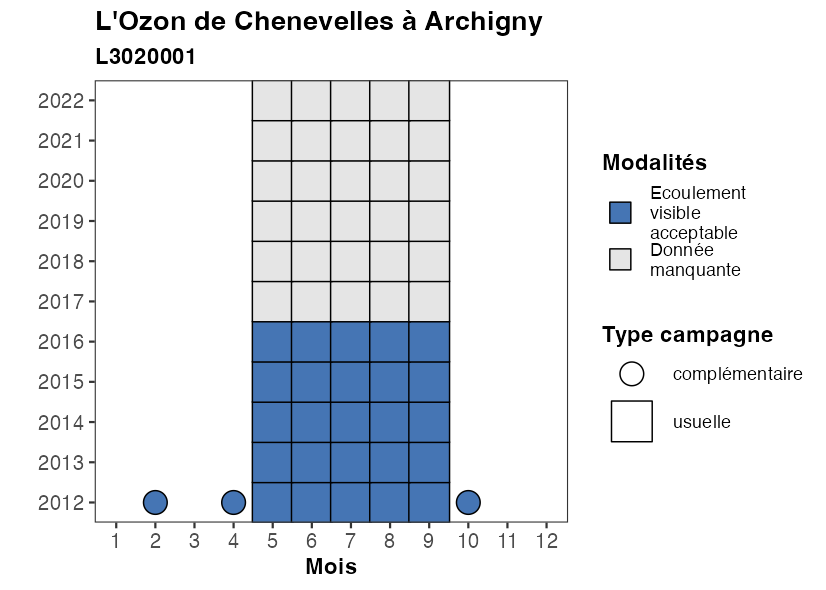 L'Ozon de Chenevelles à Archigny
L3020001
2022
2021
2020
2019
2018
2017
2016
2015
2014
2013
2012
1 2 3 4 5 6 7 8 9 10 11 12
Mois
Modalités
Ecoulement
visible
acceptable
Donnée
manquante
Type campagne
complémentaire
usuelle